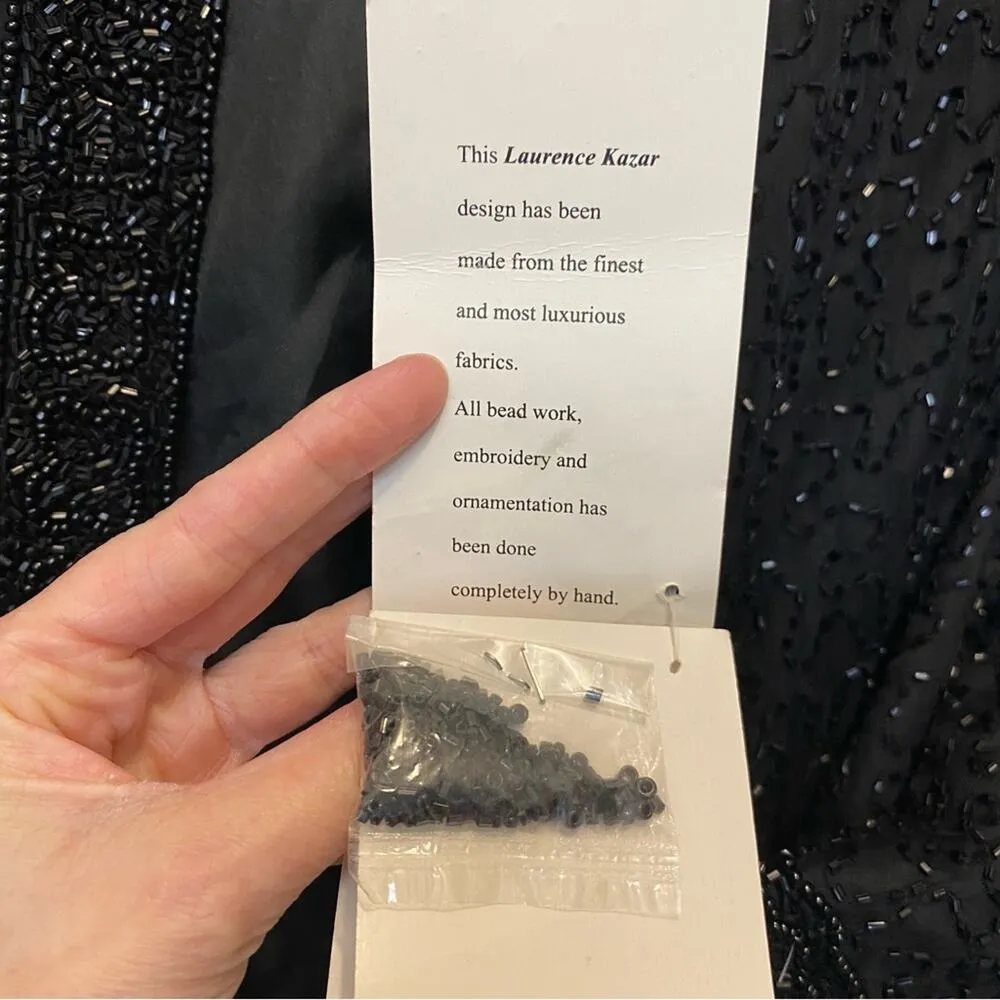 This Laurence Kazar
design has been
made from the finest
and most luxurious
fabrics.
All bead work,
embroidery and
ornamentation has
been done
completely by hand.